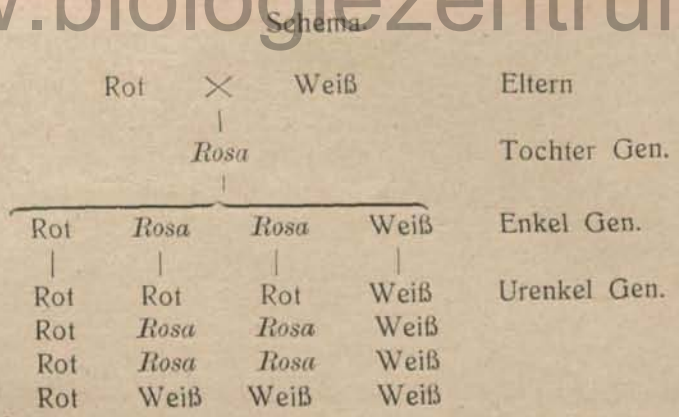 w.biologiezentrum
Schema.
Rot × Weiß Eltern
Rosa Tochter Gen.
Rot Rosa Rosa Weiß Enkel Gen.
Rot Rot Rot Weiß Urenkel Gen.
Rot Rosa Rosa Weiß
Rot Rosa Rosa Weiß
Rot Weiß Weiß Weiß